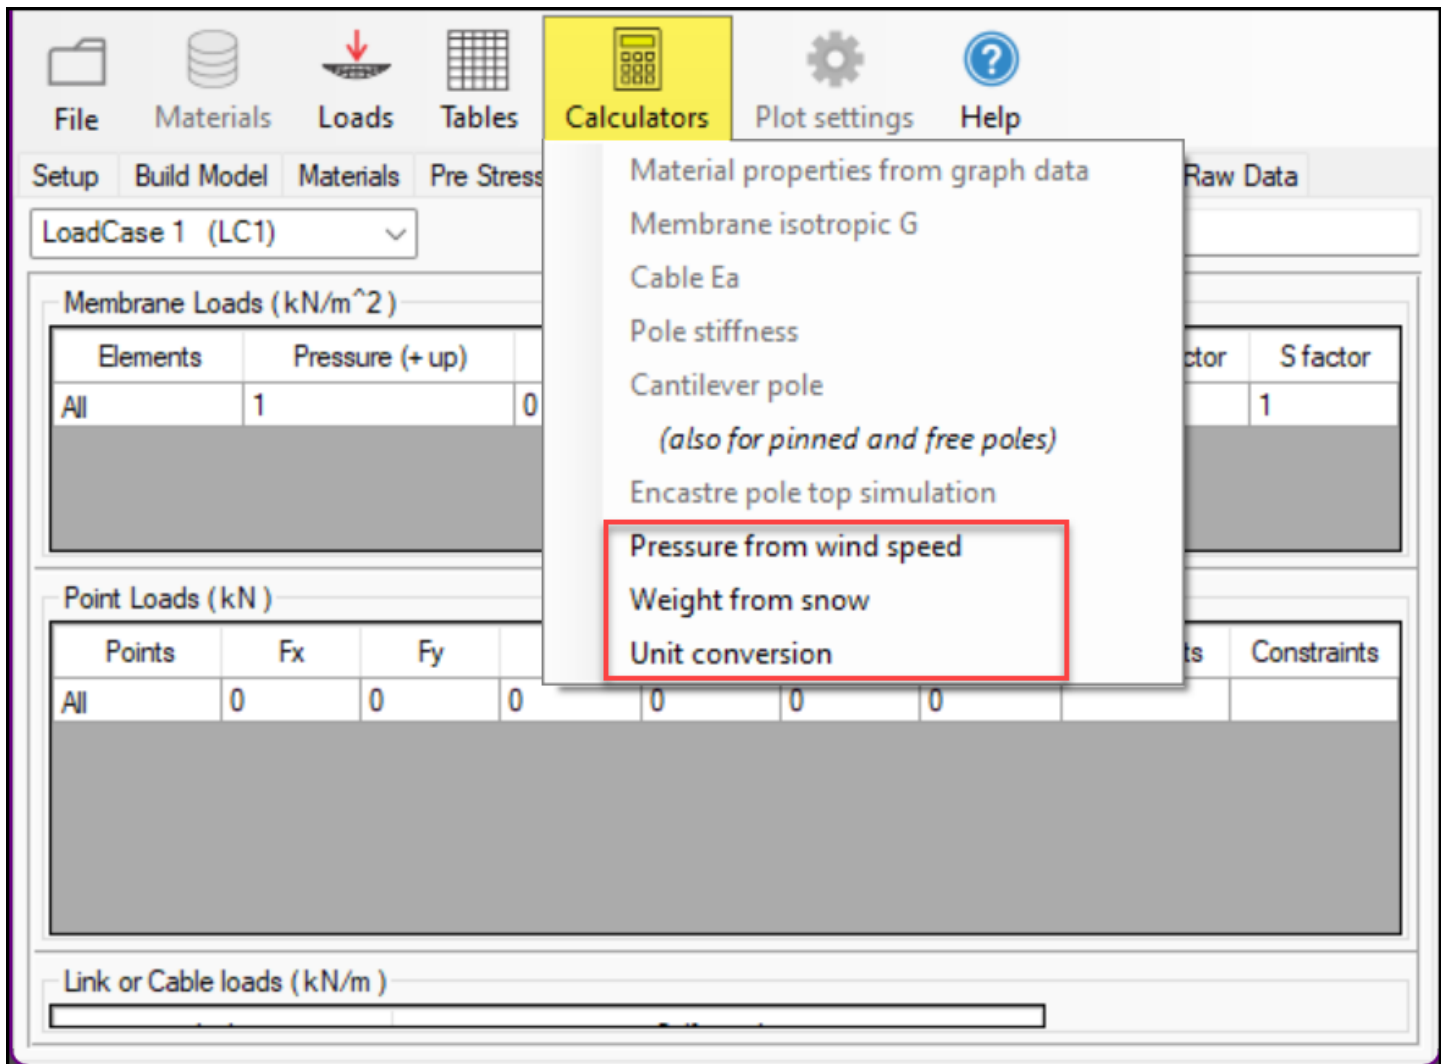 File Materials Loads Tables Calculators Plot settings Help
Setup Build Model Materials Pre Stress Raw Data
LoadCase 1 (LC1)
Material properties from graph data
Membrane isotropic G
Cable Ea
Pole stiffness
Cantilever pole
(also for pinned and free poles)
Encastre pole top simulation
Pressure from wind speed
Weight from snow
Unit conversion
Membrane Loads ( kN/m^2 )
Elements Pressure (+ up) S factor
All 1 0 1
Point Loads ( kN )
Points Fx Fy Constraints
All 0 0 0 0 0 0
Link or Cable loads ( kN/m )